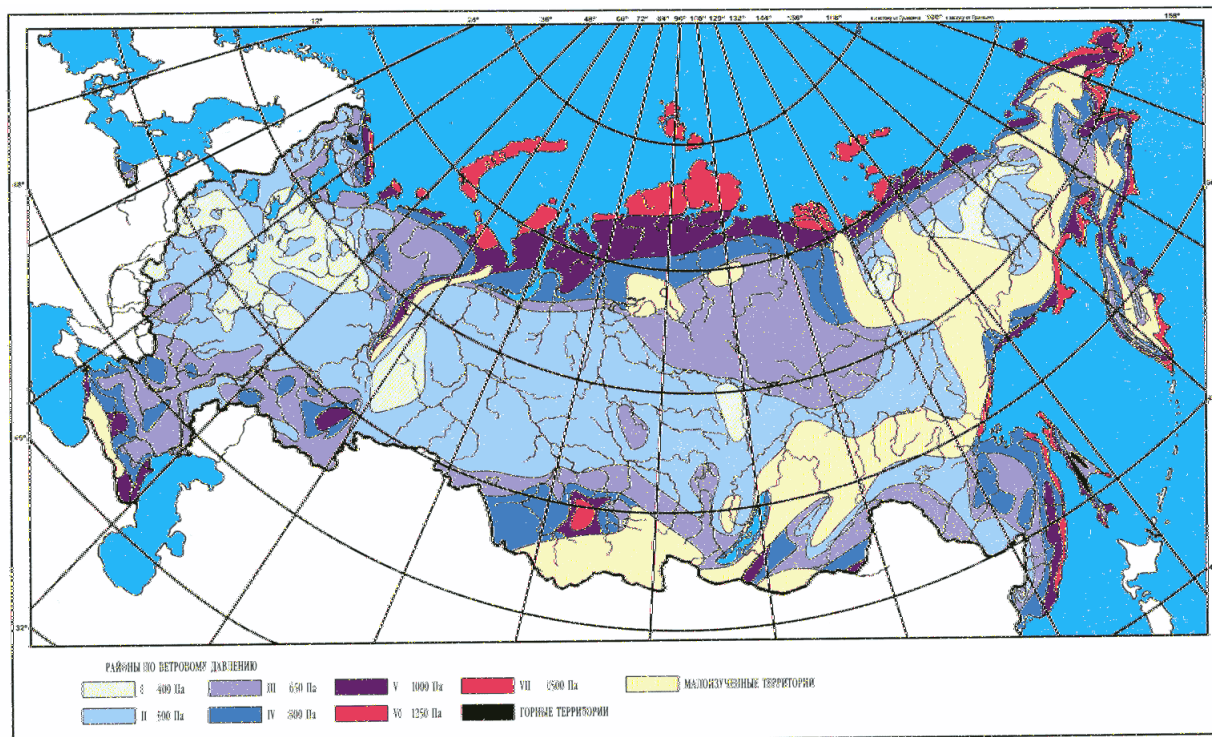 12° 24° 36° 48° 60° 72° 84° 96° 108° 120° 132° 144° 156° 168°
РАЙОНЫ ПО ВЕТРОВОМУ ДАВЛЕНИЮ
I 400 Па
III 650 Па
V 1000 Па
VII 1500 Па
МАЛОИЗУЧЕННЫЕ ТЕРРИТОРИИ
II 500 Па
IV 800 Па
VI 1250 Па
ГОРНЫЕ ТЕРРИТОРИИ
32°